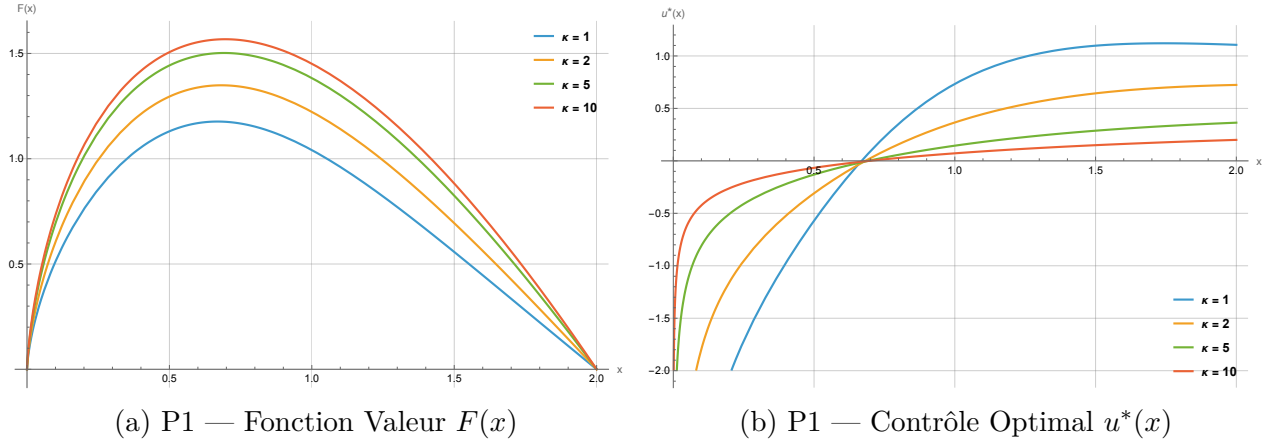 F(x)
1.5
1.0
0.5
0.5
1.0
1.5
2.0
x
κ = 1
κ = 2
κ = 5
κ = 10
(a) P1 — Fonction Valeur F(x)
u*(x)
1.0
0.5
-0.5
-1.0
-1.5
-2.0
0.5
1.0
1.5
2.0
x
κ = 1
κ = 2
κ = 5
κ = 10
(b) P1 — Contrôle Optimal u*(x)